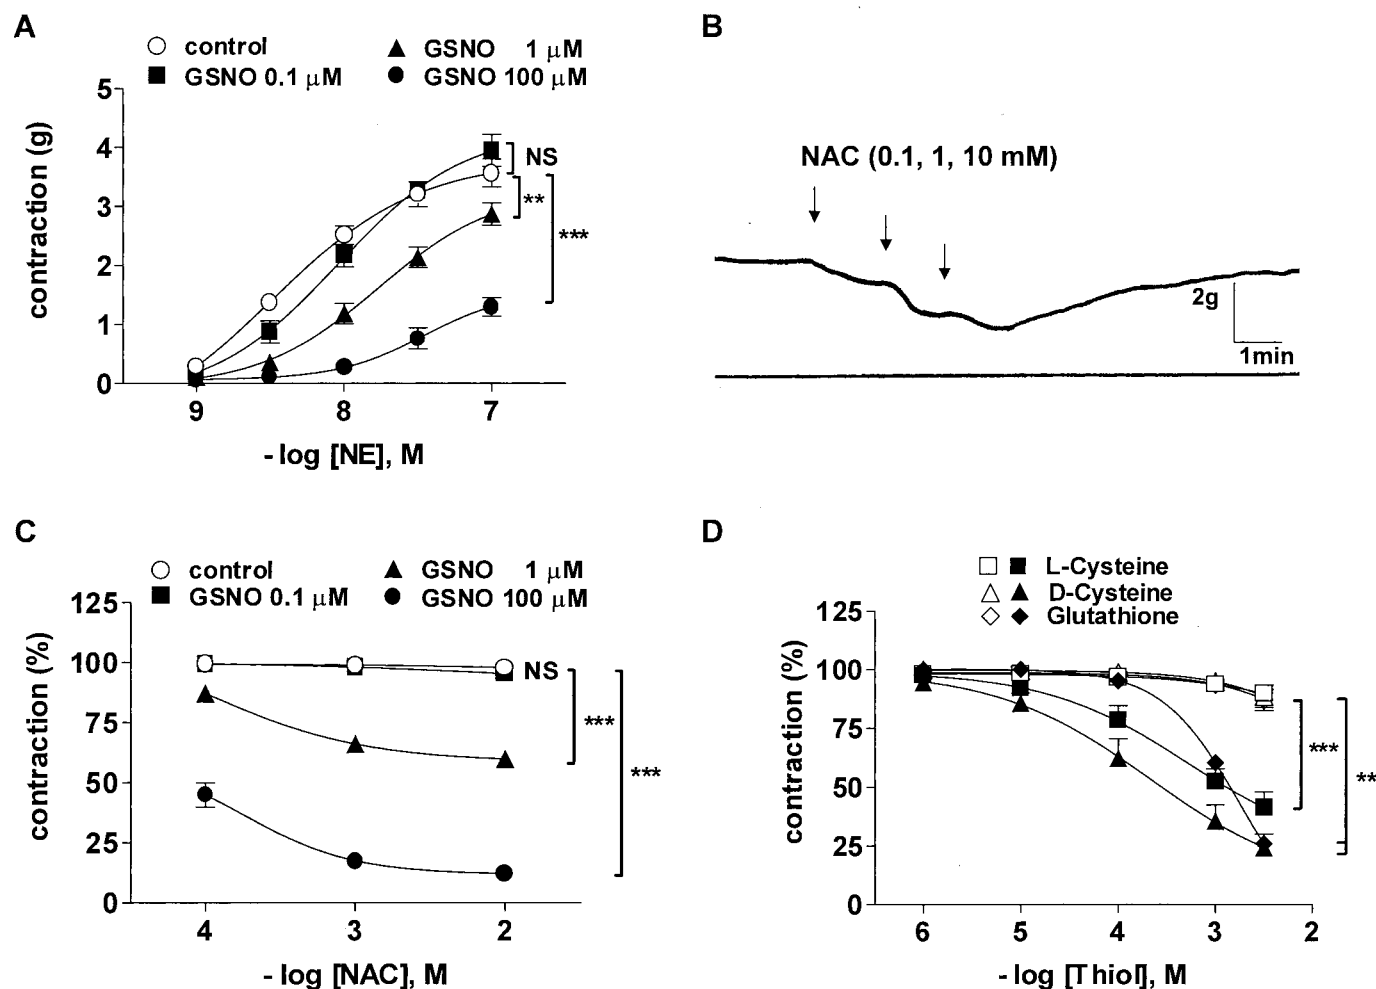 A
control
GSNO 1 μM
GSNO 0.1 μM
GSNO 100 μM
5
4
3
2
1
0
contraction (g)
NS
**
***
9 8 7
- log [NE], M
B
NAC (0.1, 1, 10 mM)
2g
1min
C
control
GSNO 1 μM
GSNO 0.1 μM
GSNO 100 μM
125
100
75
50
25
0
contraction (%)
NS
***
***
4 3 2
- log [NAC], M
D
L-Cysteine
D-Cysteine
Glutathione
125
100
75
50
25
0
contraction (%)
***
**
6 5 4 3 2
- log [Thiol], M